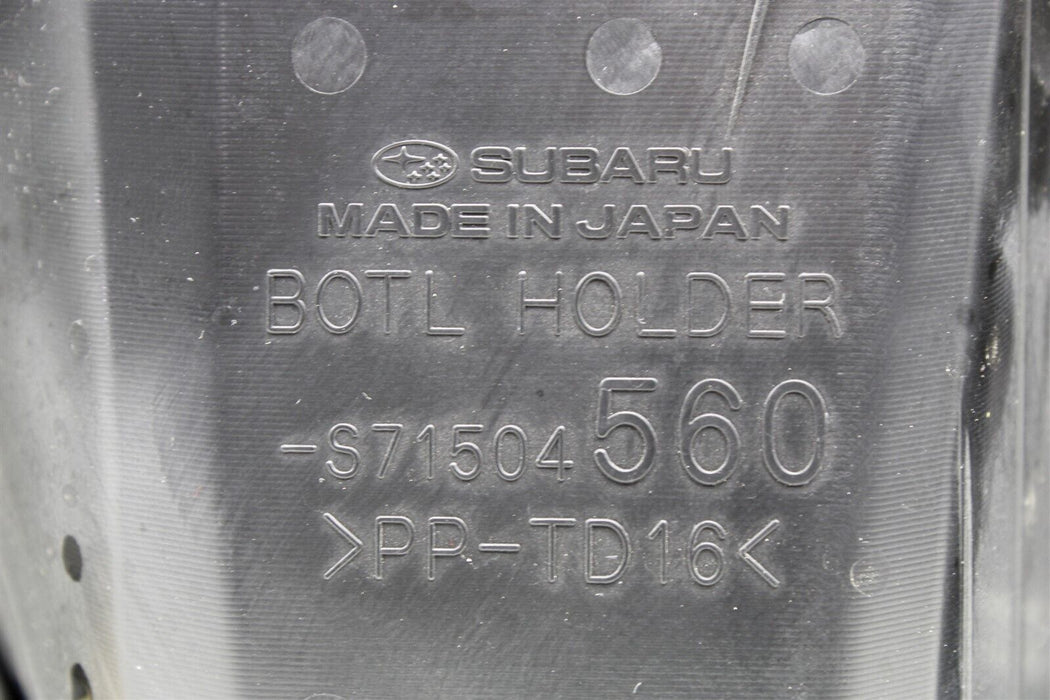 SUBARU
MADE IN JAPAN
BOTL HOLDER
-S71504 560
>PP-TD16<